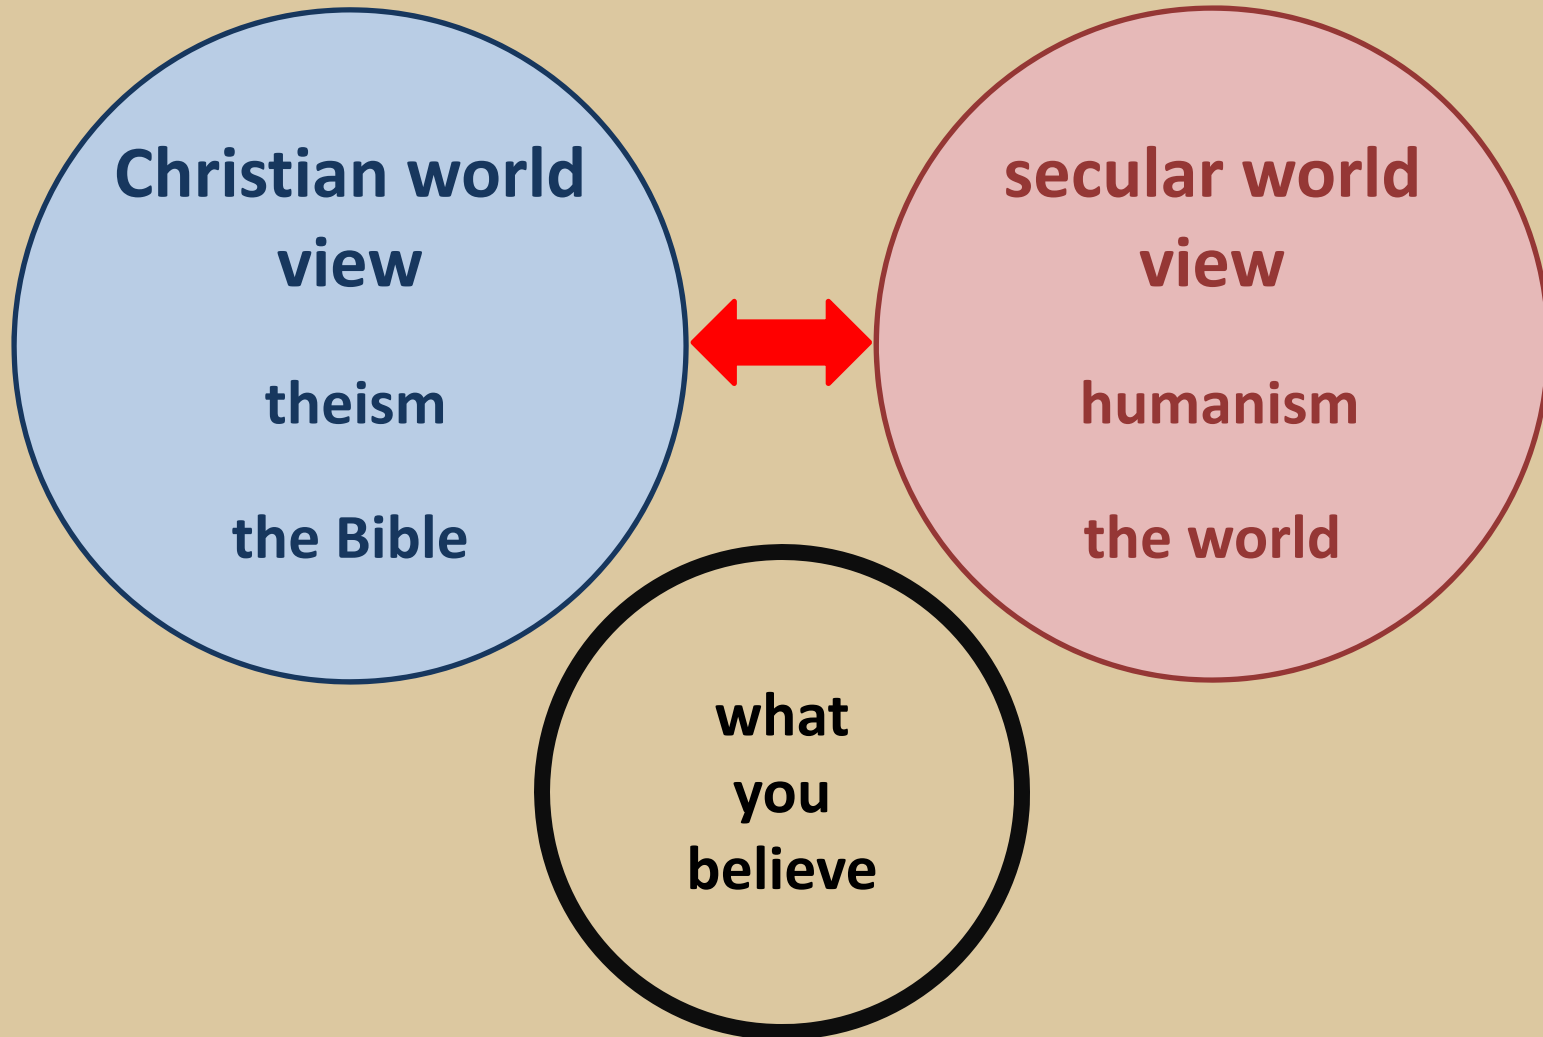 Christian world
view
theism
the Bible
secular world
view
humanism
the world
what
you
believe